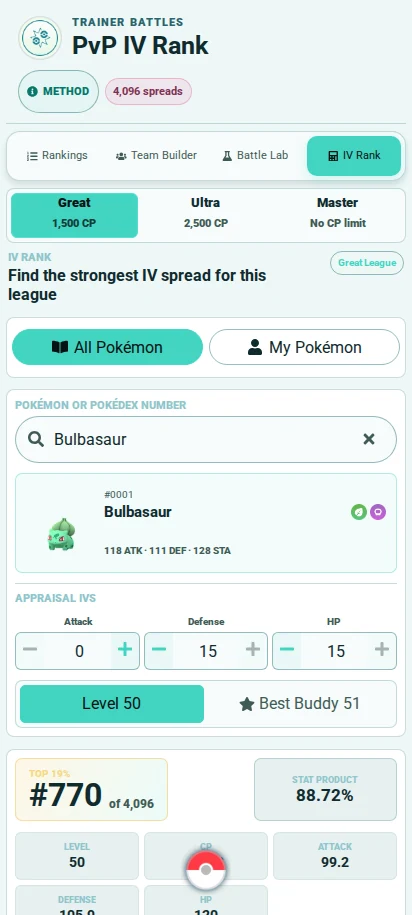 TRAINER BATTLES
PvP IV Rank
METHOD
4,096 spreads
Rankings
Team Builder
Battle Lab
IV Rank
Great
1,500 CP
Ultra
2,500 CP
Master
No CP limit
IV RANK
Great League
Find the strongest IV spread for this
league
All Pokémon
My Pokémon
POKÉMON OR POKÉDEX NUMBER
Bulbasaur
#0001
Bulbasaur
118 ATK · 111 DEF · 128 STA
APPRAISAL IVS
Attack
Defense
HP
0
15
15
Level 50
Best Buddy 51
TOP 19%
#770 of 4,096
STAT PRODUCT
88.72%
LEVEL
50
CP
ATTACK
99.2
DEFENSE
HP